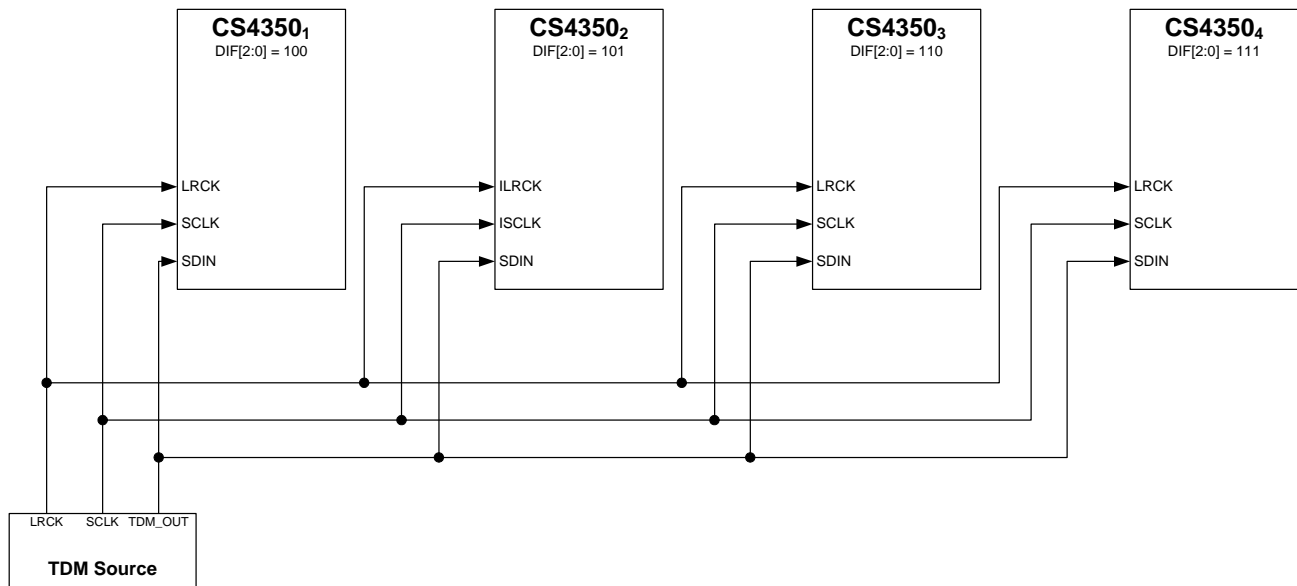 CS4350₁
DIF[2:0] = 100
LRCK
SCLK
SDIN
CS4350₂
DIF[2:0] = 101
ILRCK
ISCLK
SDIN
CS4350₃
DIF[2:0] = 110
LRCK
SCLK
SDIN
CS4350₄
DIF[2:0] = 111
LRCK
SCLK
SDIN
LRCK SCLK TDM_OUT
TDM Source